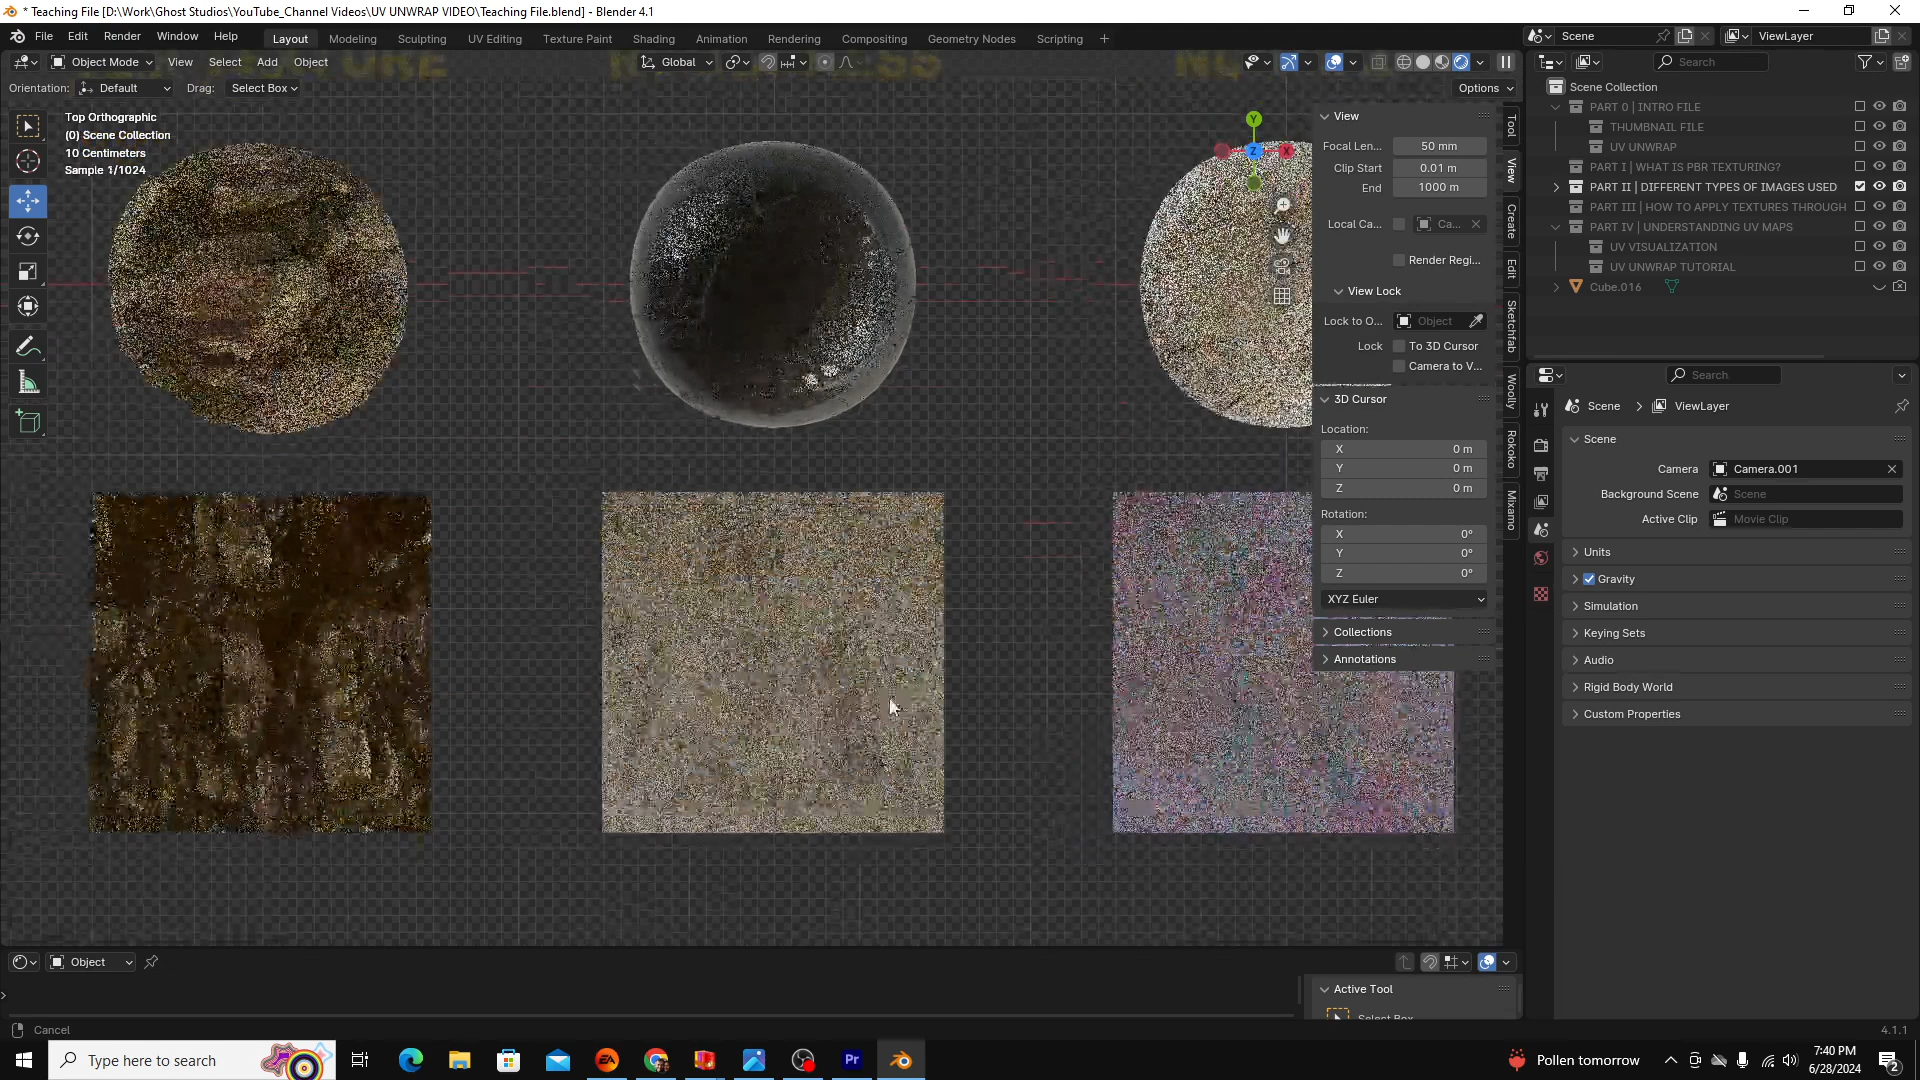 * Teaching File [D:\Work\Ghost Studios\YouTube_Channel Videos\UV UNWRAP VIDEO\Teaching File.blend] - Blender 4.1
File Edit Render Window Help
Layout Modeling Sculpting UV Editing Texture Paint Shading Animation Rendering Compositing Geometry Nodes Scripting +
Scene
ViewLayer
Object Mode View Select Add Object
Global
Search
Orientation: Default Drag: Select Box
Options
Top Orthographic
(0) Scene Collection
10 Centimeters
Sample 1/1024
Y
Z
X
View
Focal Len... 50 mm
Clip Start 0.01 m
End 1000 m
Local Ca... Ca...
Render Regi...
View Lock
Lock to O... Object
Lock To 3D Cursor
Camera to V...
3D Cursor
Location:
X 0 m
Y 0 m
Z 0 m
Rotation:
X 0°
Y 0°
Z 0°
XYZ Euler
Collections
Annotations
Tool
View
Create
Edit
Sketchfab
Woolly
Rokoko
Mixamo
Scene Collection
PART 0 | INTRO FILE
THUMBNAIL FILE
UV UNWRAP
PART I | WHAT IS PBR TEXTURING?
PART II | DIFFERENT TYPES OF IMAGES USED
PART III | HOW TO APPLY TEXTURES THROUGH
PART IV | UNDERSTANDING UV MAPS
UV VISUALIZATION
UV UNWRAP TUTORIAL
Cube.016
Search
Scene ViewLayer
Scene
Camera Camera.001
Background Scene Scene
Active Clip Movie Clip
Units
Gravity
Simulation
Keying Sets
Audio
Rigid Body World
Custom Properties
Object
Active Tool
Select Box
Cancel
4.1.1
Type here to search
Pollen tomorrow
7:40 PM
6/28/2024
2